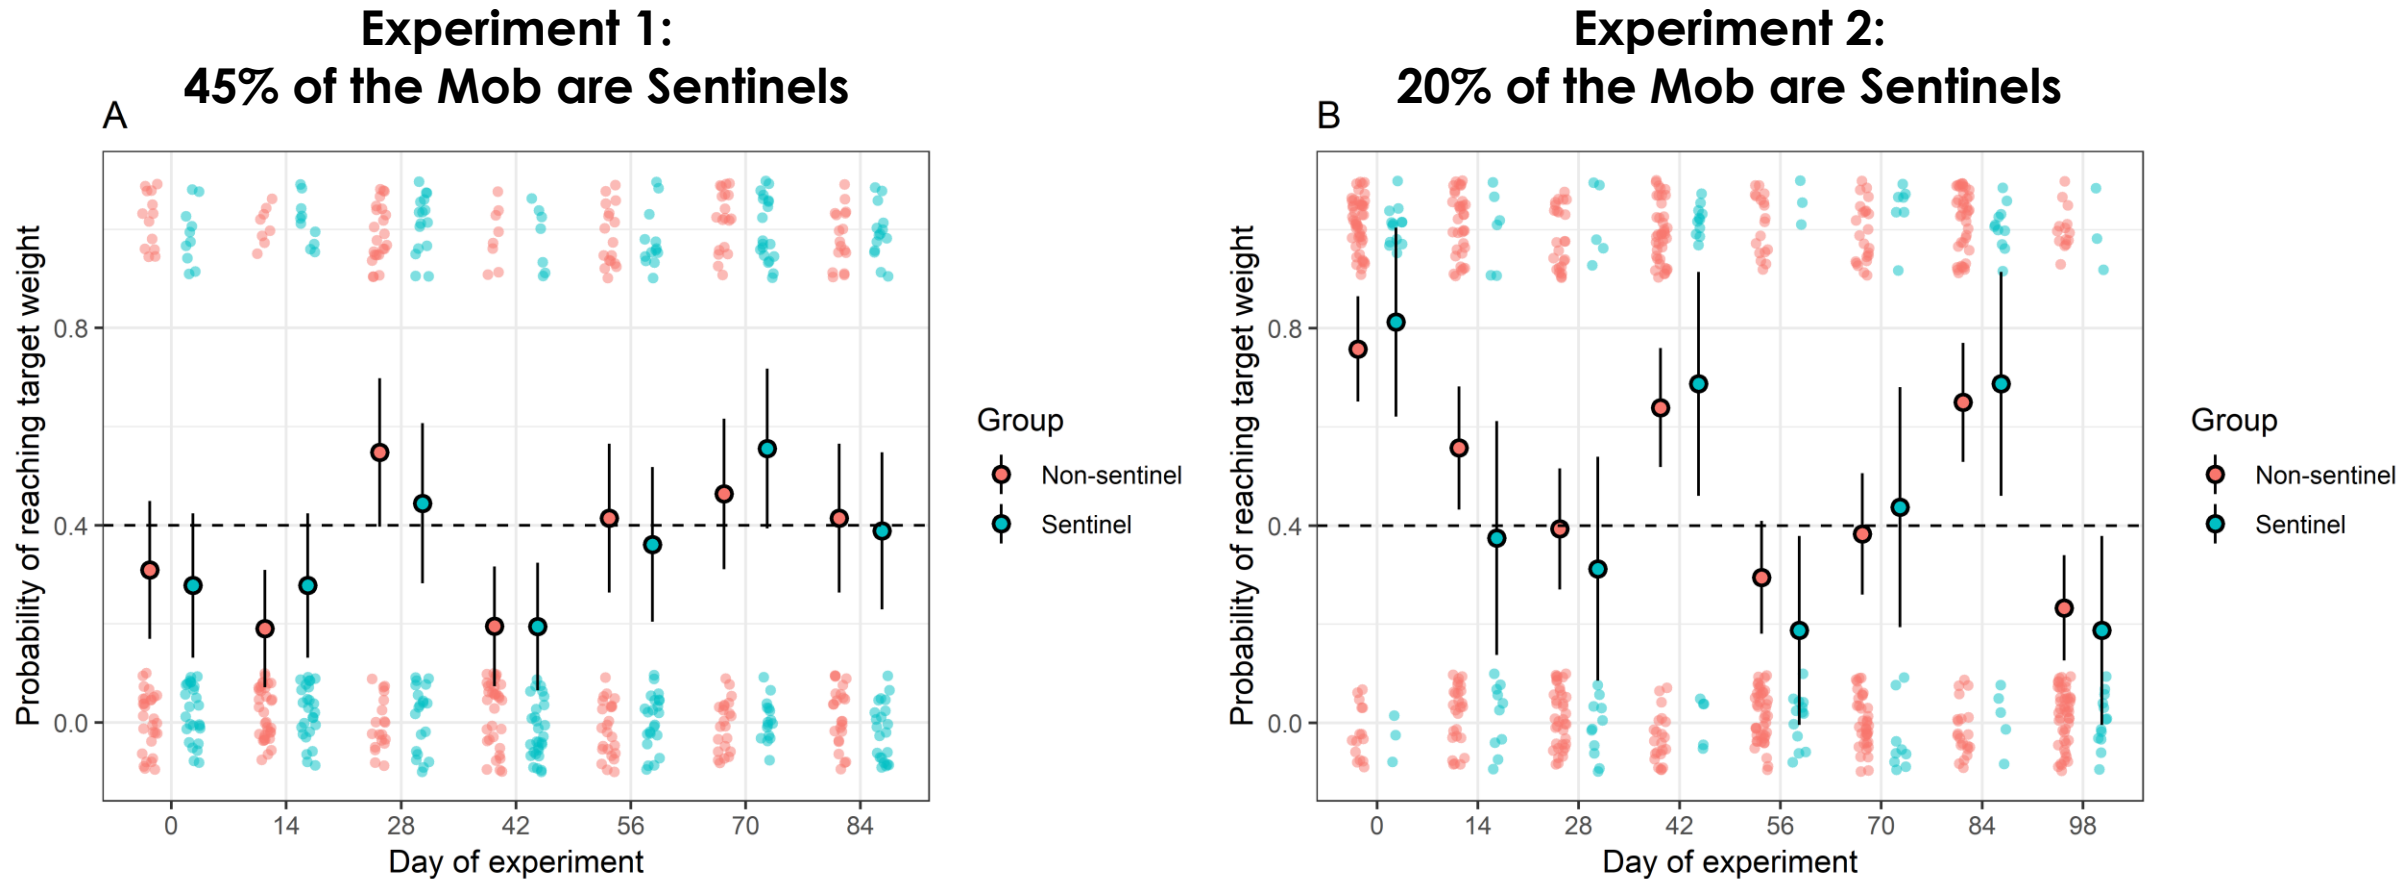 Experiment 1:
45% of the Mob are Sentinels
A
Probability of reaching target weight
0.8
0.4
0.0
0 14 28 42 56 70 84
Day of experiment
Group
Non-sentinel
Sentinel
Experiment 2:
20% of the Mob are Sentinels
B
Probability of reaching target weight
0.8
0.4
0.0
0 14 28 42 56 70 84 98
Day of experiment
Group
Non-sentinel
Sentinel